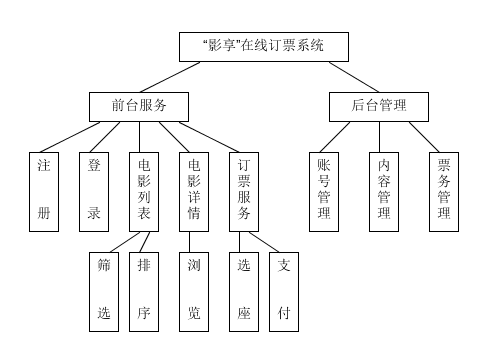 “影享”在线订票系统
前台服务
后台管理
注册
登录
电影列表
电影详情
订票服务
账号管理
内容管理
票务管理
筛选
排序
浏览
选座
支付